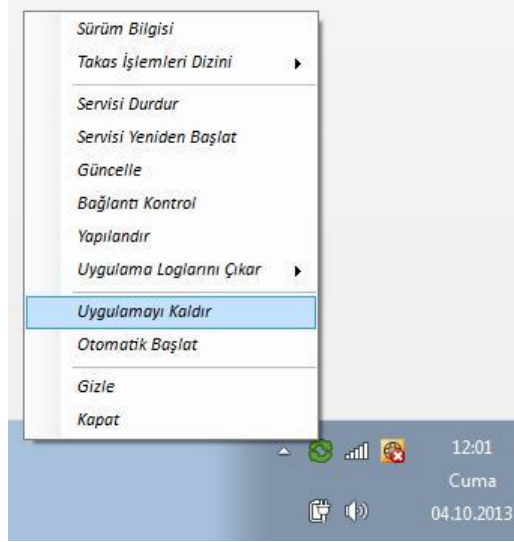 Sürüm Bilgisi
Takas İşlemleri Dizini
Servisi Durdur
Servisi Yeniden Başlat
Güncelle
Bağlantı Kontrol
Yapılandır
Uygulama Loglarını Çıkar
Uygulamayı Kaldır
Otomatik Başlat
Gizle
Kapat
12:01
Cuma
04.10.2013